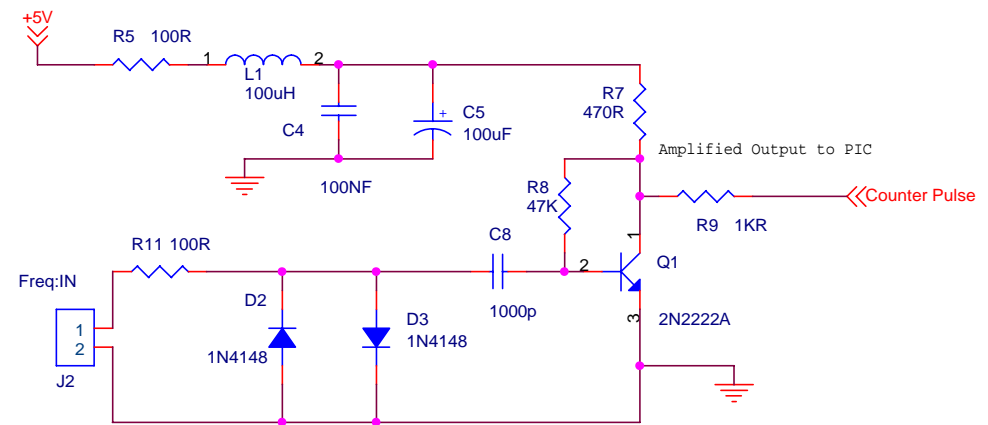 +5V
R5 100R
1
2
L1
100uH
C4
100NF
+
C5
100uF
R7
470R
Amplified Output to PIC
R8
47K
Counter Pulse
R9 1KR
1
Q1
2
3
2N2222A
C8
1000p
R11 100R
Freq:IN
1
2
J2
D2
1N4148
D3
1N4148